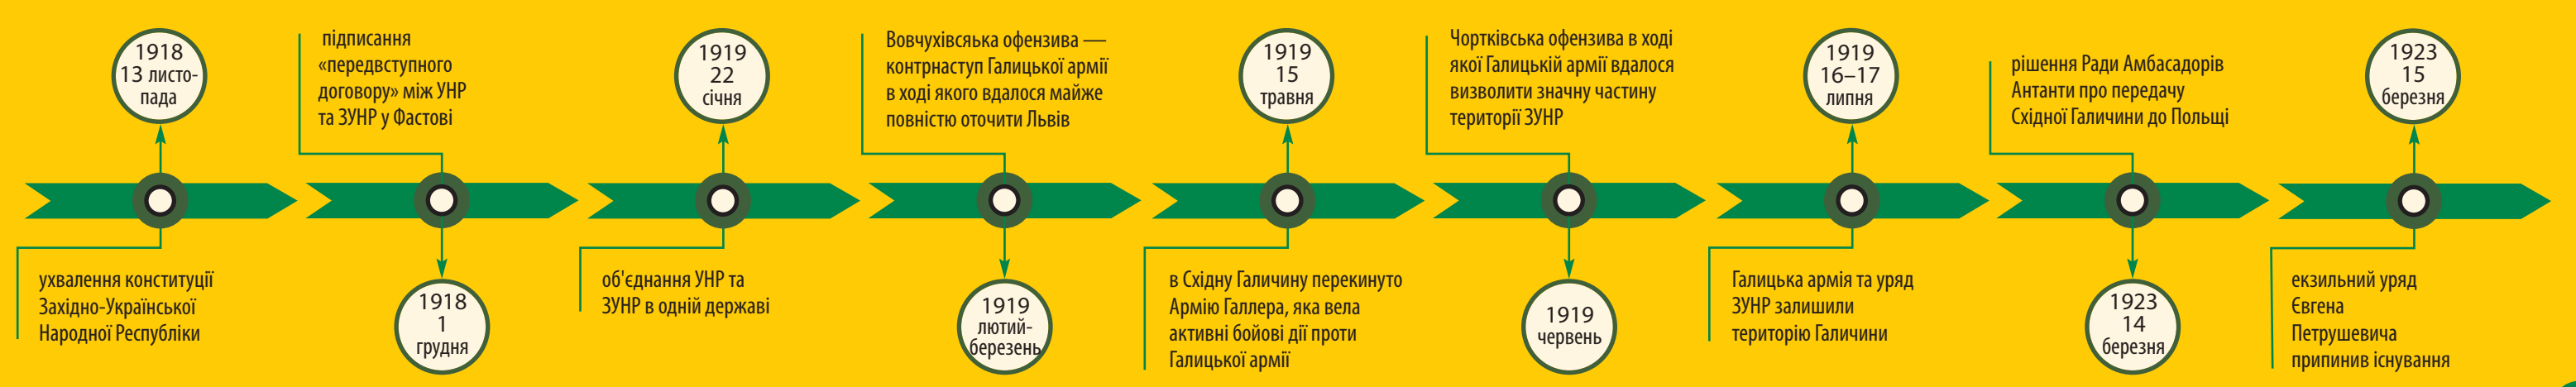 1918
13 листо-
пада
ухвалення конституції
Західно-Української
Народної Республіки
підписання
«передвступного
договору» між УНР
та ЗУНР у Фастові
1918
1
грудня
1919
22
січня
об'єднання УНР та
ЗУНР в одній державі
Вовчухівсяька офензива —
контрнаступ Галицької армії
в ході якого вдалося майже
повністю оточити Львів
1919
лютий-
березень
1919
15
травня
в Східну Галичину перекинуто
Армію Галлера, яка вела
активні бойові дії проти
Галицької армії
Чортківська офензива в ході
якої Галицькій армії вдалося
визволити значну частину
території ЗУНР
1919
червень
1919
16–17
липня
Галицька армія та уряд
ЗУНР залишили
територію Галичини
рішення Ради Амбасадорів
Антанти про передачу
Східної Галичини до Польщі
1923
14
березня
1923
15
березня
екзильний уряд
Євгена
Петрушевича
припинив існування